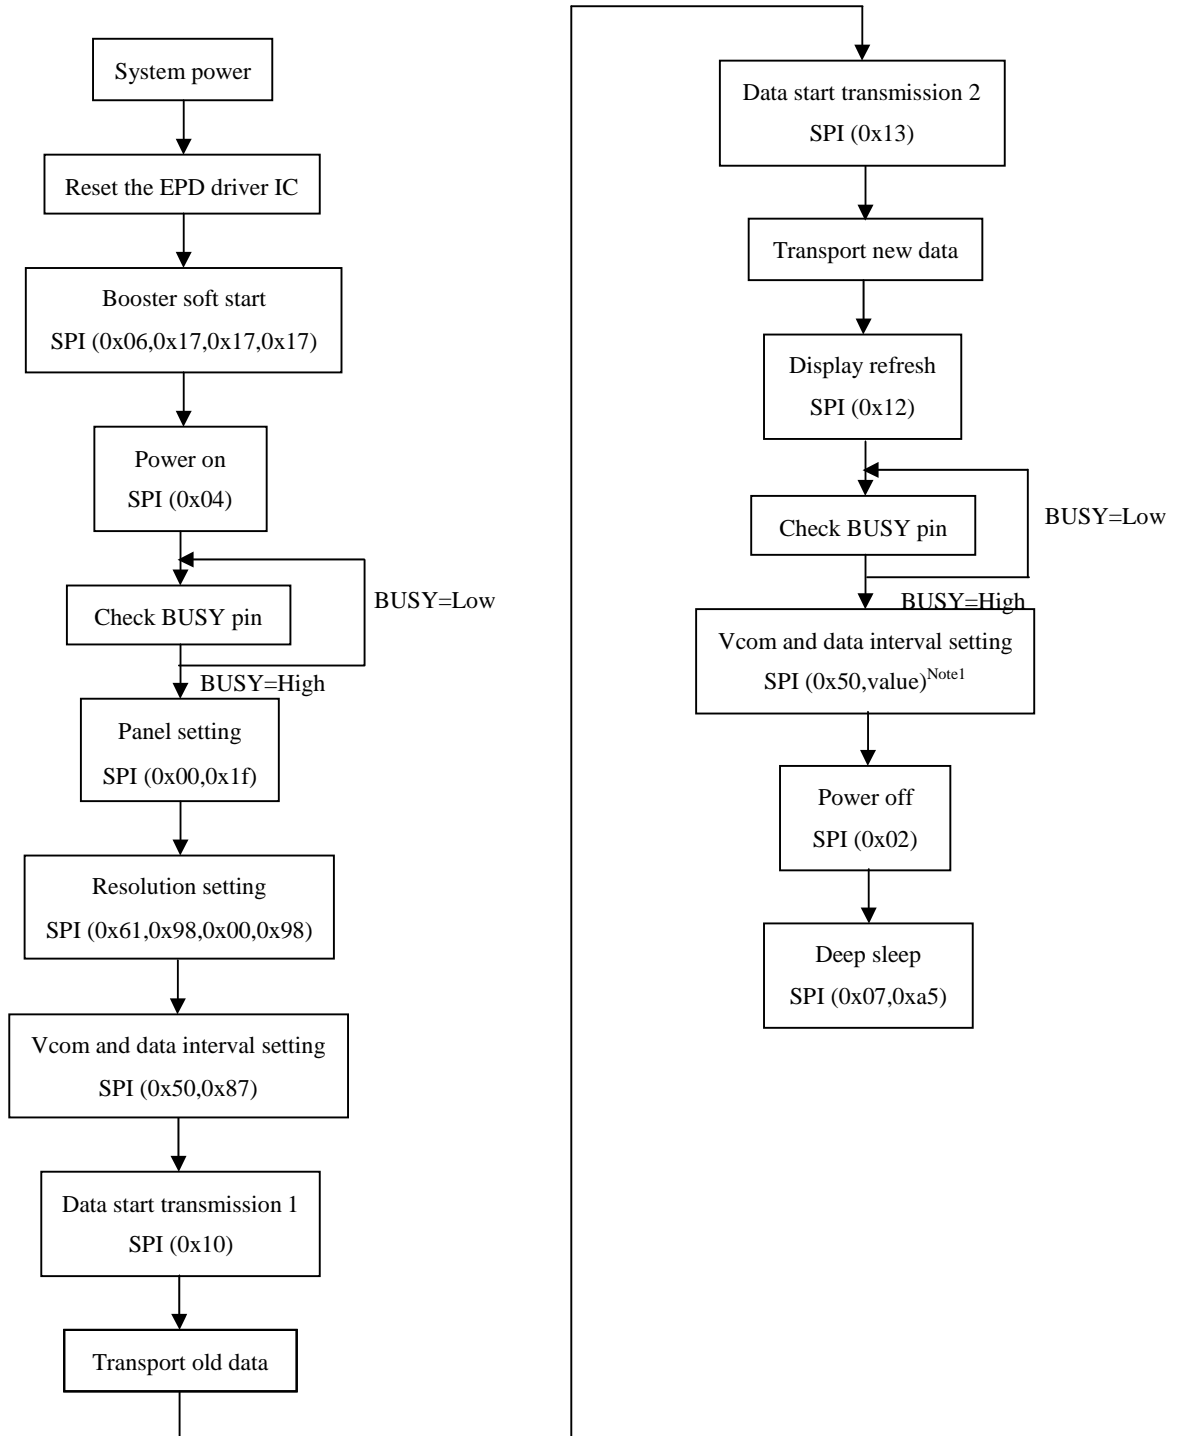 System power
Reset the EPD driver IC
Booster soft start
SPI (0x06,0x17,0x17,0x17)
Power on
SPI (0x04)
Check BUSY pin
BUSY=Low
BUSY=High
Panel setting
SPI (0x00,0x1f)
Resolution setting
SPI (0x61,0x98,0x00,0x98)
Vcom and data interval setting
SPI (0x50,0x87)
Data start transmission 1
SPI (0x10)
Transport old data
Data start transmission 2
SPI (0x13)
Transport new data
Display refresh
SPI (0x12)
Check BUSY pin
BUSY=Low
BUSY=High
Vcom and data interval setting
SPI (0x50,value)Note1
Power off
SPI (0x02)
Deep sleep
SPI (0x07,0xa5)